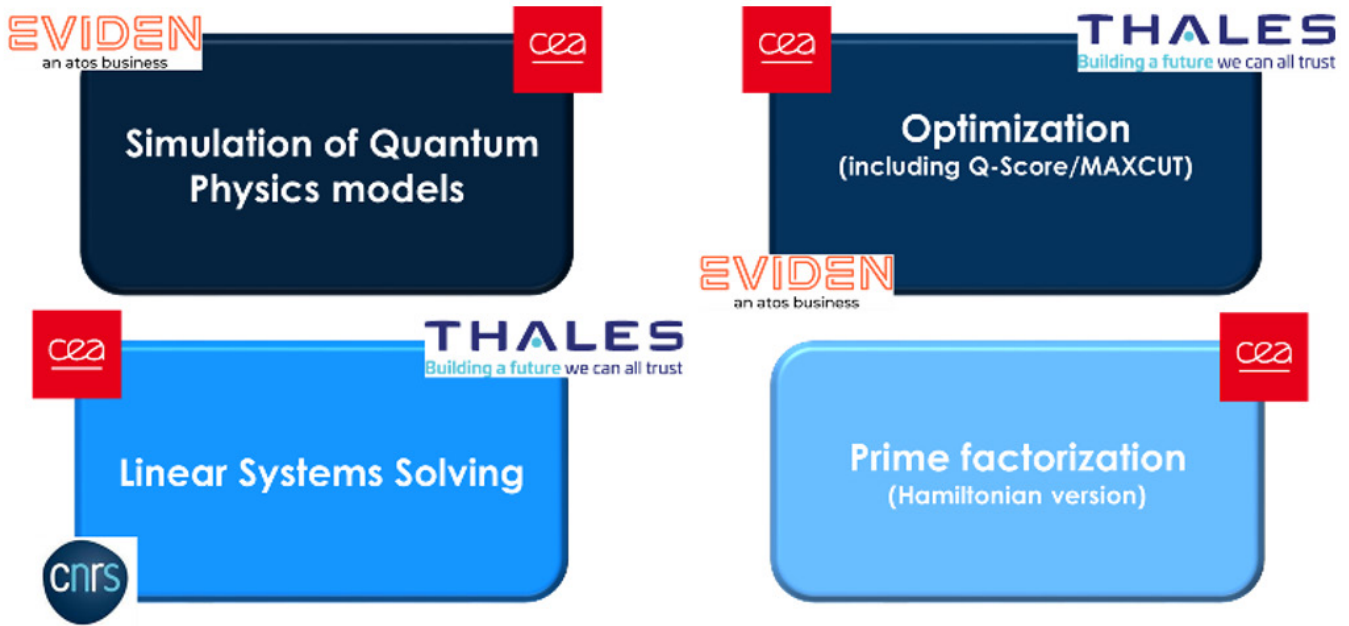 EVIDEN
an atos business
cea
Simulation of Quantum
Physics models
cea
THALES
Building a future we can all trust
Optimization
(including Q-Score/MAXCUT)
EVIDEN
an atos business
cea
THALES
Building a future we can all trust
Linear Systems Solving
cnrs
cea
Prime factorization
(Hamiltonian version)